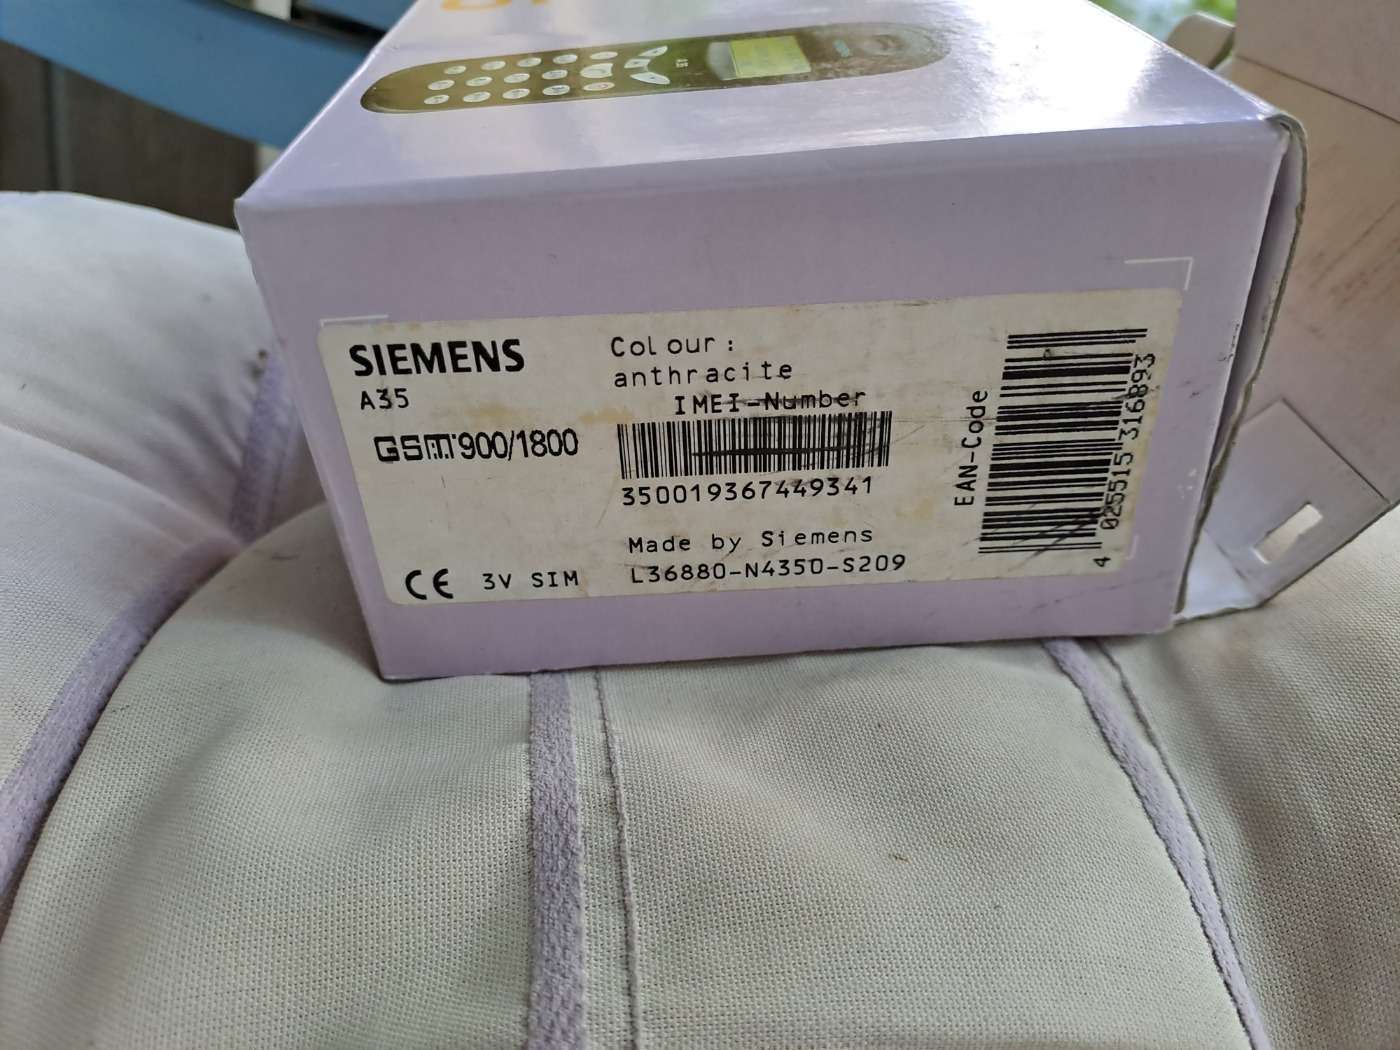 SIEMENS
A35
GSM 900/1800
CE 3V SIM
Colour:
anthracite
IMEI-Number
350019367449341
Made by Siemens
L36880-N4350-S209
EAN-Code
4 025515 316893